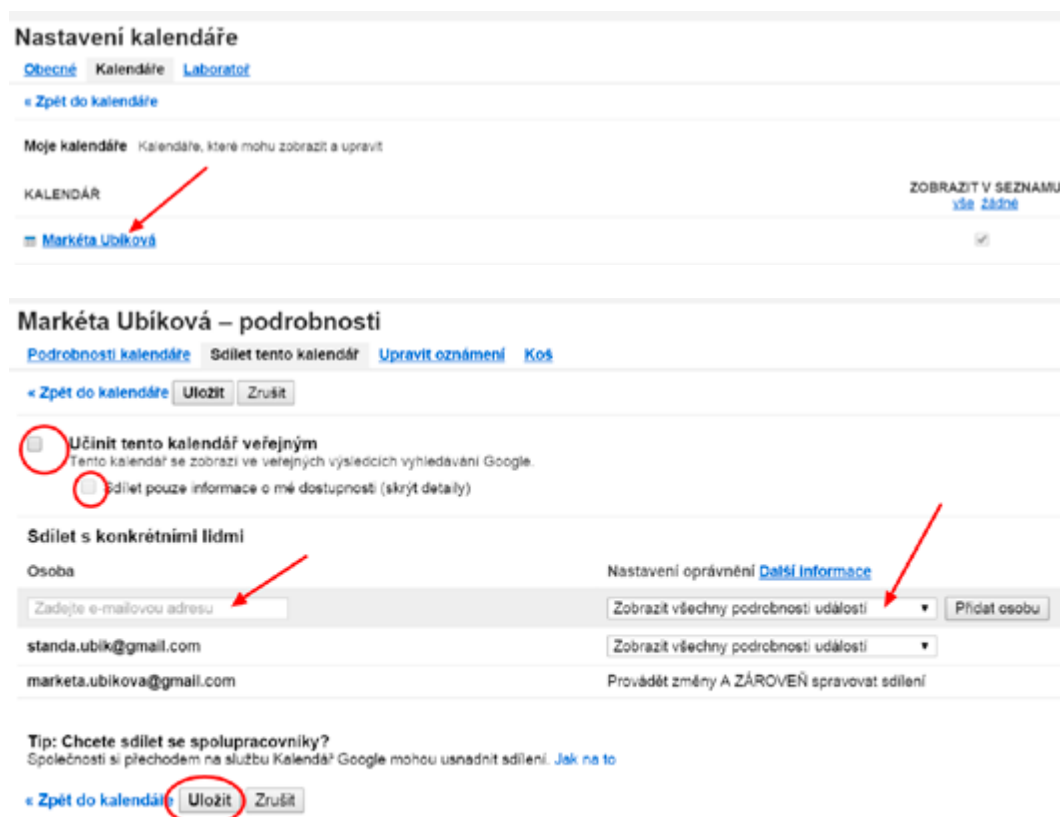 Nastavení kalendáře
Obecné Kalendáře Laboratoř
« Zpět do kalendáře
Moje kalendáře Kalendáře, které mohu zobrazit a upravit
KALENDÁŘ ZOBRAZIT V SEZNAMU
vše žádné
Markéta Ubíková
Markéta Ubíková – podrobnosti
Podrobnosti kalendáře Sdílet tento kalendář Upravit oznámení Koš
« Zpět do kalendáře Uložit Zrušit
Učinit tento kalendář veřejným
Tento kalendář se zobrazí ve veřejných výsledcích vyhledávání Google.
Sdílet pouze informace o mé dostupnosti (skrýt detaily)
Sdílet s konkrétními lidmi
Osoba Nastavení oprávnění Další informace
Zadejte e-mailovou adresu Zobrazit všechny podrobnosti událostí Přidat osobu
standa.ubik@gmail.com Zobrazit všechny podrobnosti událostí
marketa.ubikova@gmail.com Provádět změny A ZÁROVEŇ spravovat sdílení
Tip: Chcete sdílet se spolupracovníky?
Společnosti si přechodem na službu Kalendář Google mohou usnadnit sdílení. Jak na to
« Zpět do kalendáře Uložit Zrušit